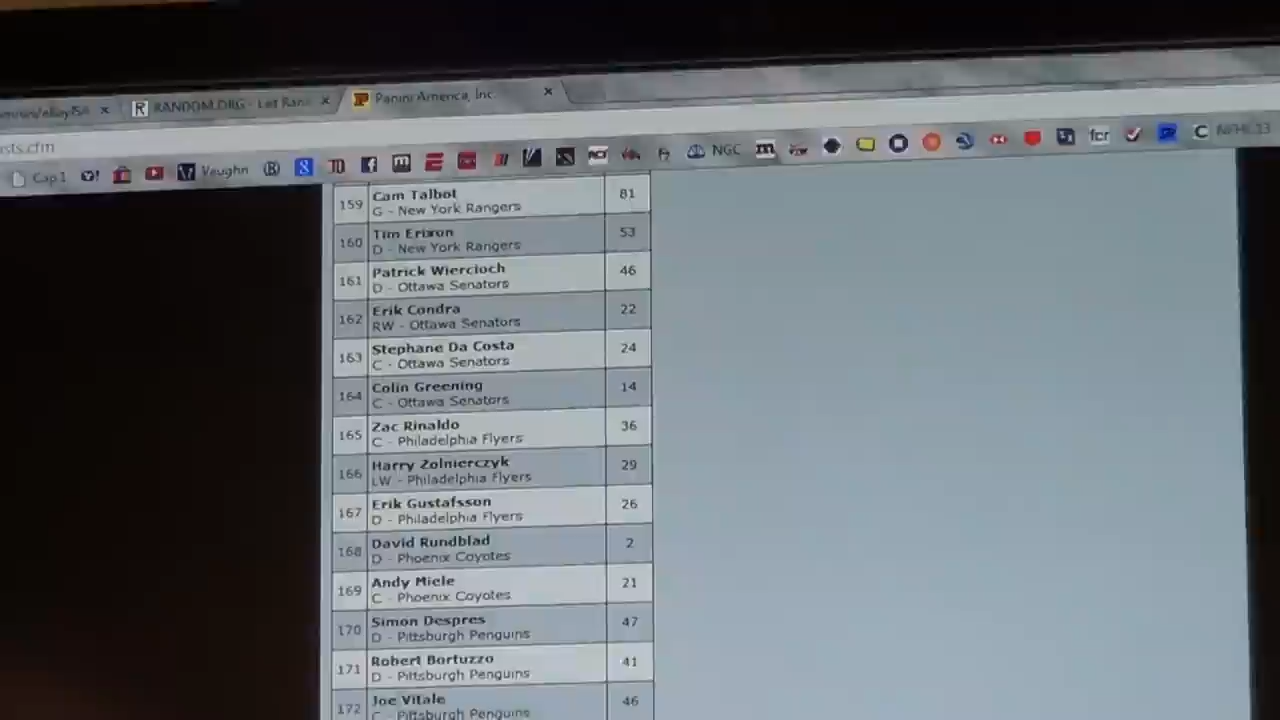 RANDOM.ORG - List Rand
Panini America, Inc.
sts.cfm
Cap1
Vaughn
NGC
fcr
159 Cam Talbot 81
G - New York Rangers
160 Tim Erixon 53
D - New York Rangers
161 Patrick Wiercioch 46
D - Ottawa Senators
162 Erik Condra 22
RW - Ottawa Senators
163 Stephane Da Costa 24
C - Ottawa Senators
164 Colin Greening 14
C - Ottawa Senators
165 Zac Rinaldo 36
C - Philadelphia Flyers
166 Harry Zolnierczyk 29
LW - Philadelphia Flyers
167 Erik Gustafsson 26
D - Philadelphia Flyers
168 David Rundblad 2
D - Phoenix Coyotes
169 Andy Miele 21
C - Phoenix Coyotes
170 Simon Despres 47
D - Pittsburgh Penguins
171 Robert Bortuzzo 41
D - Pittsburgh Penguins
172 Joe Vitale 46
C - Pittsburgh Penguins